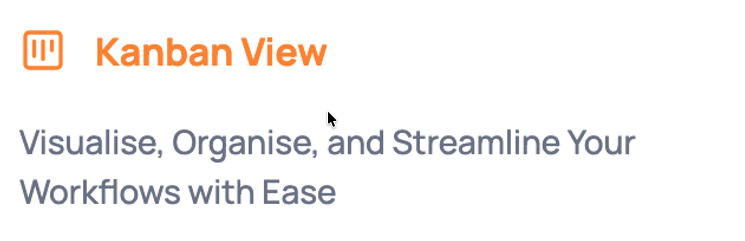 Kanban View
Visualise, Organise, and Streamline Your
Workflows with Ease